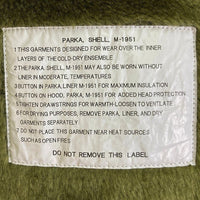 PARKA, SHELL, M-1951
1 THIS GARMENTS DESIGNED FOR WEAR OVER THE INNER
LAYERS OF THE COLD-DRY ENSEMBLE
2 THE PARKA, SHELL, M-1951 MAY ALSO BE WORN WITHOUT
LINER IN MODERATE, TEMPERATURES
3 BUTTON IN PARKA LINER M-1951 FOR MAXIMUM INSULATION
4 BUTTON ON HOOD, PARKA, M-1951 FOR ADDED HEAD PROTECTION
5 TIGHTEN DRAWSTRINGS FOR WARMTH-LOOSEN TO VENTILATE
6 FOR DRYING PURPOSES, REMOVE PARKA, LINER, AND DRY
GARMENTS SEPARATELY
7 DO NOT PLACE THIS GARMENT NEAR HEAT SOURCES
SUCH AS OPEN FIRES
DO NOT REMOVE THIS LABEL